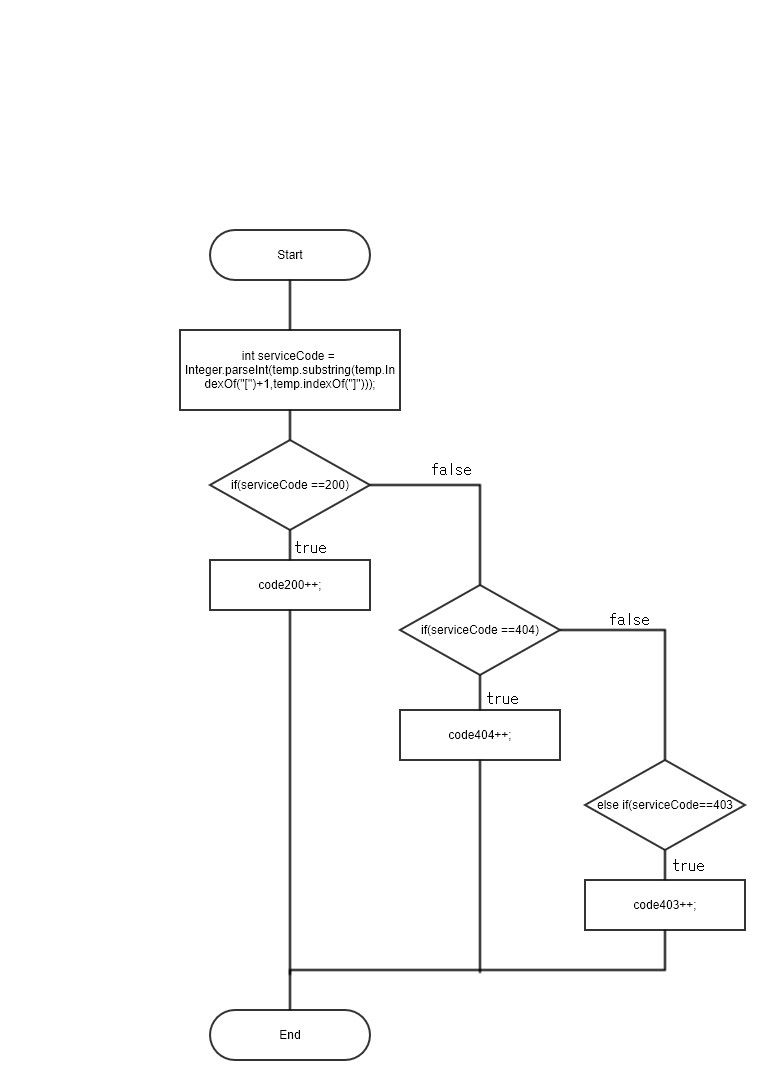 Start
int serviceCode =
Integer.parseInt(temp.substring(temp.In
dexOf("[")+1,temp.indexOf("]")));
if(serviceCode ==200)
false
true
code200++;
if(serviceCode ==404)
false
true
code404++;
else if(serviceCode==403
true
code403++;
End